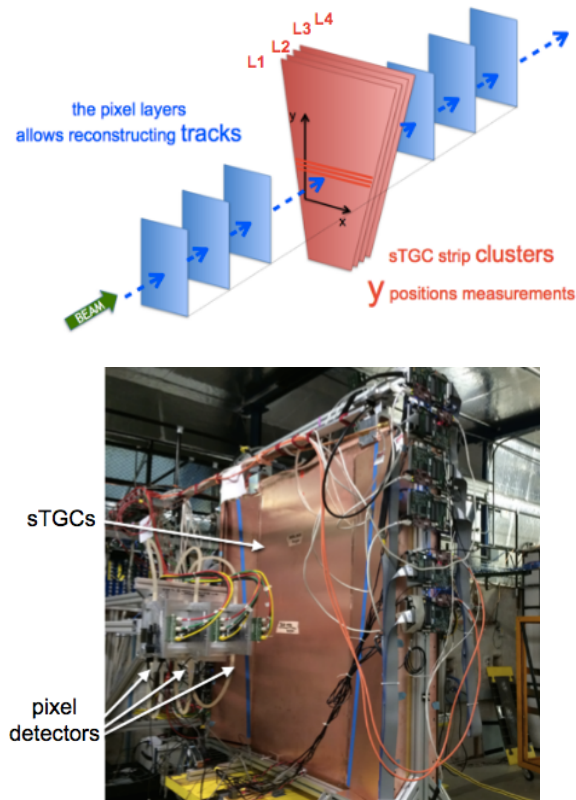 L1
L2
L3
L4
the pixel layers
allows reconstructing tracks
y
x
BEAM
sTGC strip clusters
y positions measurements
sTGCs
pixel
detectors